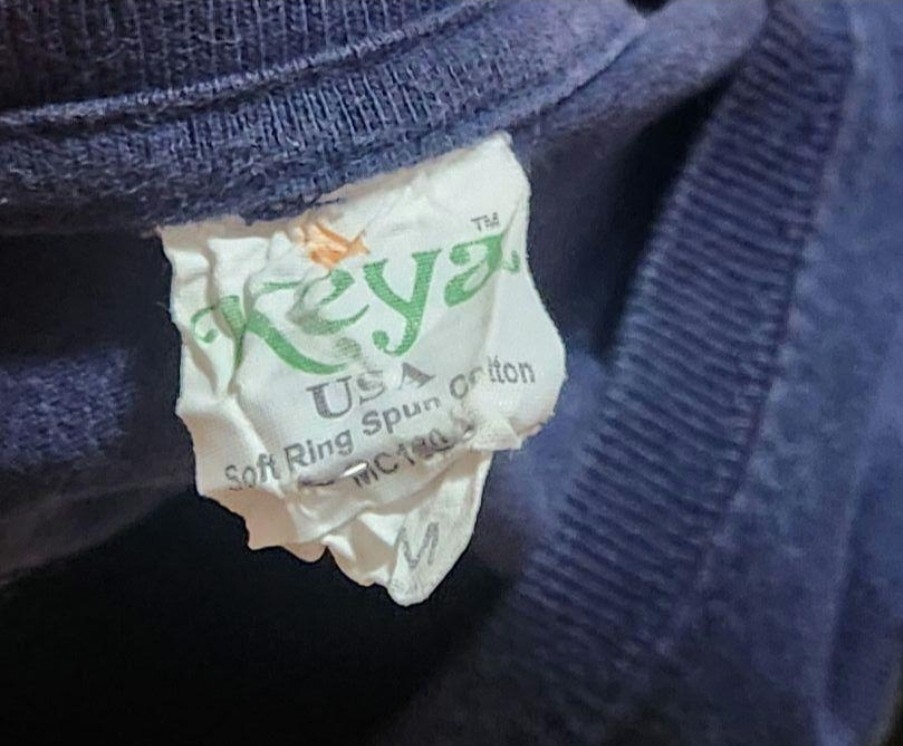 Keya™
USA
Soft Ring Spun Cotton
M